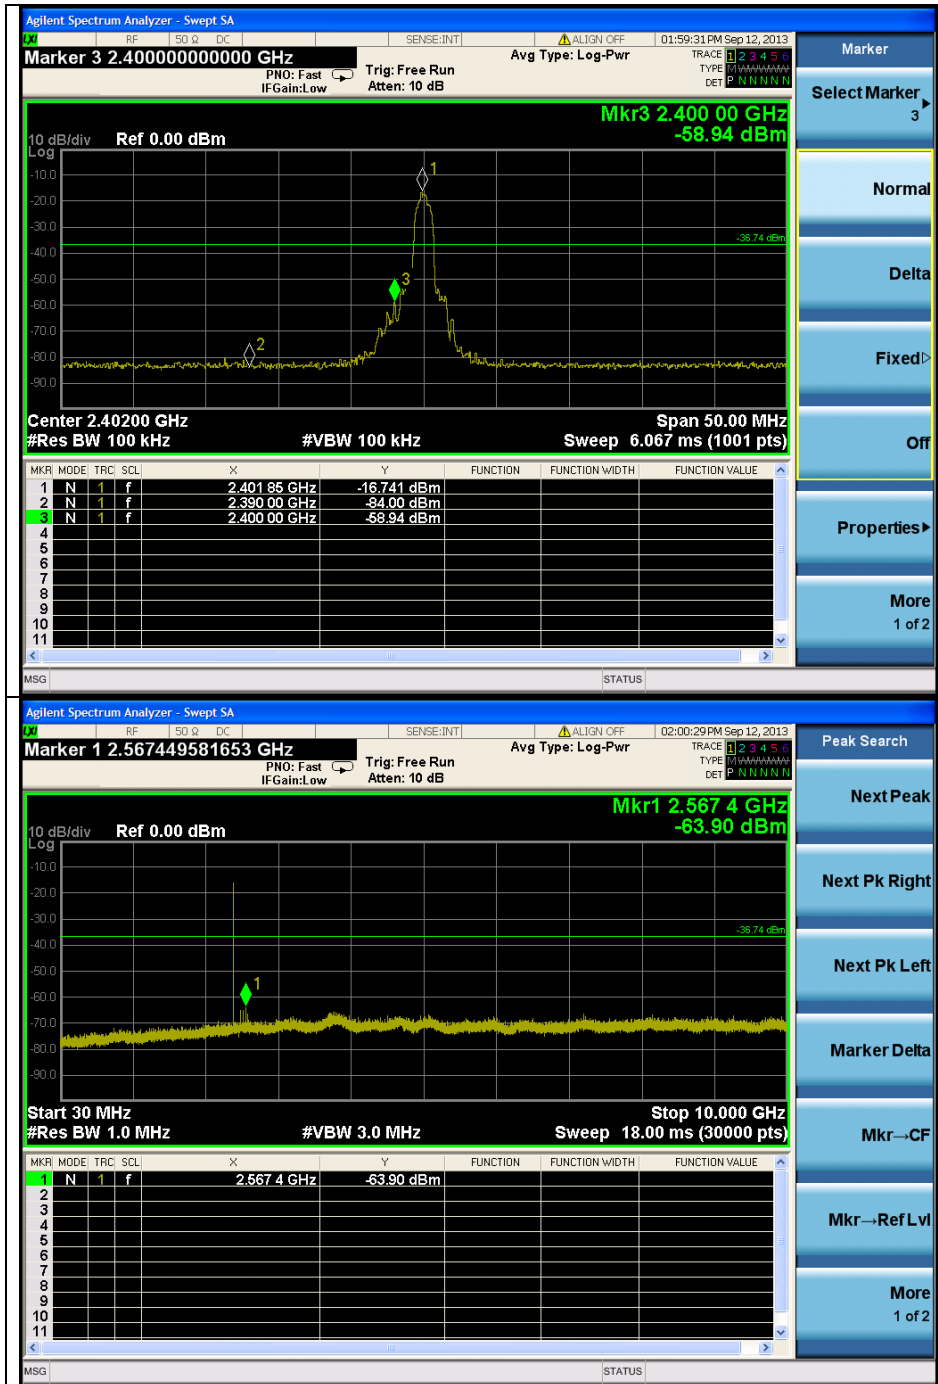 Agilent Spectrum Analyzer - Swept SA
LXI RF 50 Ω DC SENSE:INT ALIGN OFF 01:59:31 PM Sep 12, 2013
Marker 3 2.400000000000 GHz
PNO: Fast
IFGain:Low
Trig: Free Run
Atten: 10 dB
Avg Type: Log-Pwr
TRACE 1 2 3 4 5 6
TYPE M WWWWW
DET P N N N N N
Mkr3 2.400 00 GHz
-58.94 dBm
10 dB/div Ref 0.00 dBm
Log
-10.0
-20.0
-30.0
-40.0
-50.0
-60.0
-70.0
-80.0
-90.0
1
-36.74 dBm
3
2
Center 2.40200 GHz Span 50.00 MHz
#Res BW 100 kHz #VBW 100 kHz Sweep 6.067 ms (1001 pts)
MKR MODE TRC SCL X Y FUNCTION FUNCTION WIDTH FUNCTION VALUE
1 N 1 f 2.401 85 GHz -16.741 dBm
2 N 1 f 2.390 00 GHz -84.00 dBm
3 N 1 f 2.400 00 GHz -58.94 dBm
4
5
6
7
8
9
10
11
MSG STATUS
Marker
Select Marker
3
Normal
Delta
Fixed
Off
Properties
More
1 of 2
Agilent Spectrum Analyzer - Swept SA
LXI RF 50 Ω DC SENSE:INT ALIGN OFF 02:00:29 PM Sep 12, 2013
Marker 1 2.567449581653 GHz
PNO: Fast
IFGain:Low
Trig: Free Run
Atten: 10 dB
Avg Type: Log-Pwr
TRACE 1 2 3 4 5 6
TYPE M WWWWW
DET P N N N N N
Mkr1 2.567 4 GHz
-63.90 dBm
10 dB/div Ref 0.00 dBm
Log
-10.0
-20.0
-30.0
-40.0
-50.0
-60.0
-70.0
-80.0
-90.0
-36.74 dBm
1
Start 30 MHz Stop 10.000 GHz
#Res BW 1.0 MHz #VBW 3.0 MHz Sweep 18.00 ms (30000 pts)
MKR MODE TRC SCL X Y FUNCTION FUNCTION WIDTH FUNCTION VALUE
1 N 1 f 2.567 4 GHz -63.90 dBm
2
3
4
5
6
7
8
9
10
11
MSG STATUS
Peak Search
Next Peak
Next Pk Right
Next Pk Left
Marker Delta
Mkr→CF
Mkr→Ref Lvl
More
1 of 2